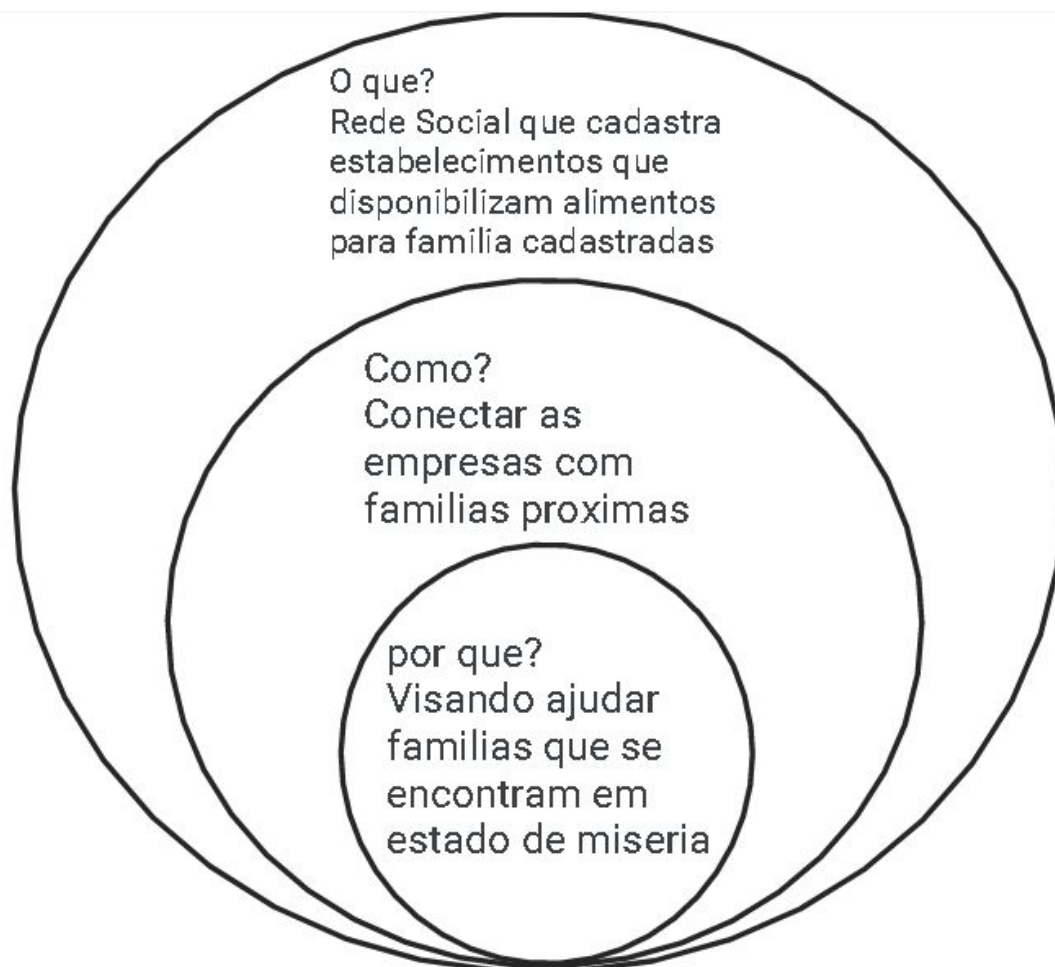 O que?
Rede Social que cadastra
estabelecimentos que
disponibilizam alimentos
para familia cadastradas
Como?
Conectar as
empresas com
familias proximas
por que?
Visando ajudar
familias que se
encontram em
estado de miseria